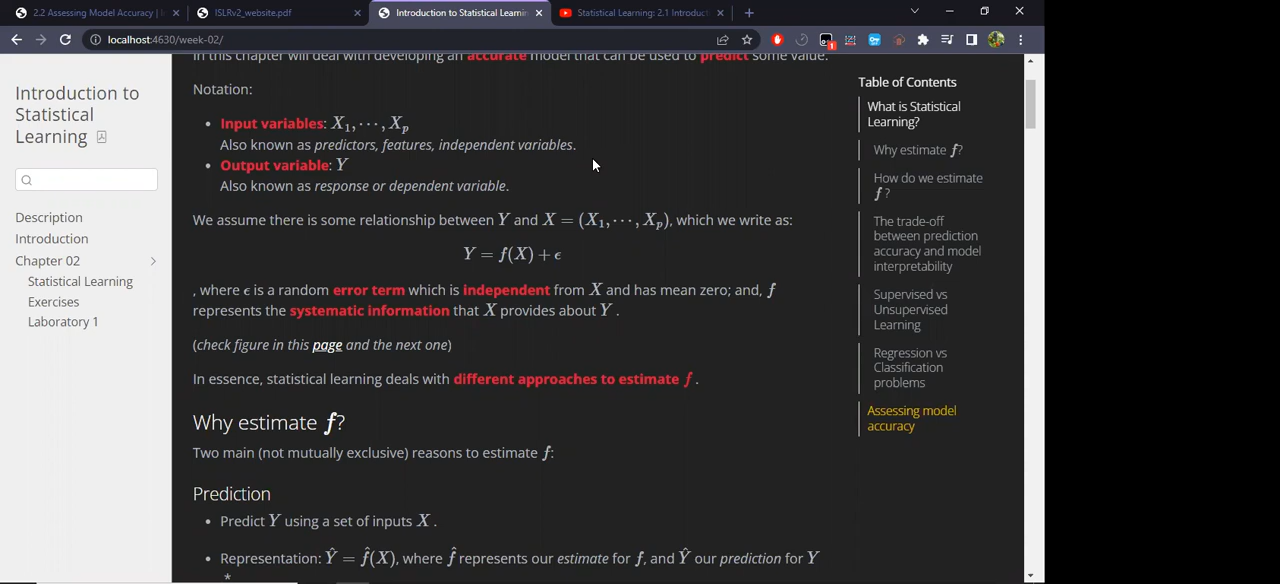 2.2 Assessing Model Accuracy |
ISLRv2_website.pdf
Introduction to Statistical Learnin
Statistical Learning: 2.1 Introduct
localhost:4630/week-02/
1
Introduction to
Statistical
Learning
Description
Introduction
Chapter 02
Statistical Learning
Exercises
Laboratory 1
In this chapter will deal with developing an accurate model that can be used to predict some value.
Notation:
• Input variables: X₁, ⋯, Xₚ
Also known as predictors, features, independent variables.
• Output variable: Y
Also known as response or dependent variable.
We assume there is some relationship between Y and X = (X₁, ⋯, Xₚ), which we write as:
Y = f(X) + ϵ
, where ϵ is a random error term which is independent from X and has mean zero; and, f
represents the systematic information that X provides about Y .
(check figure in this page and the next one)
In essence, statistical learning deals with different approaches to estimate f .
Why estimate f?
Two main (not mutually exclusive) reasons to estimate f:
Prediction
• Predict Y using a set of inputs X .
• Representation: Ŷ = f̂(X), where f̂ represents our estimate for f, and Ŷ our prediction for Y
*
Table of Contents
What is Statistical
Learning?
Why estimate f?
How do we estimate
f ?
The trade-off
between prediction
accuracy and model
interpretability
Supervised vs
Unsupervised
Learning
Regression vs
Classification
problems
Assessing model
accuracy